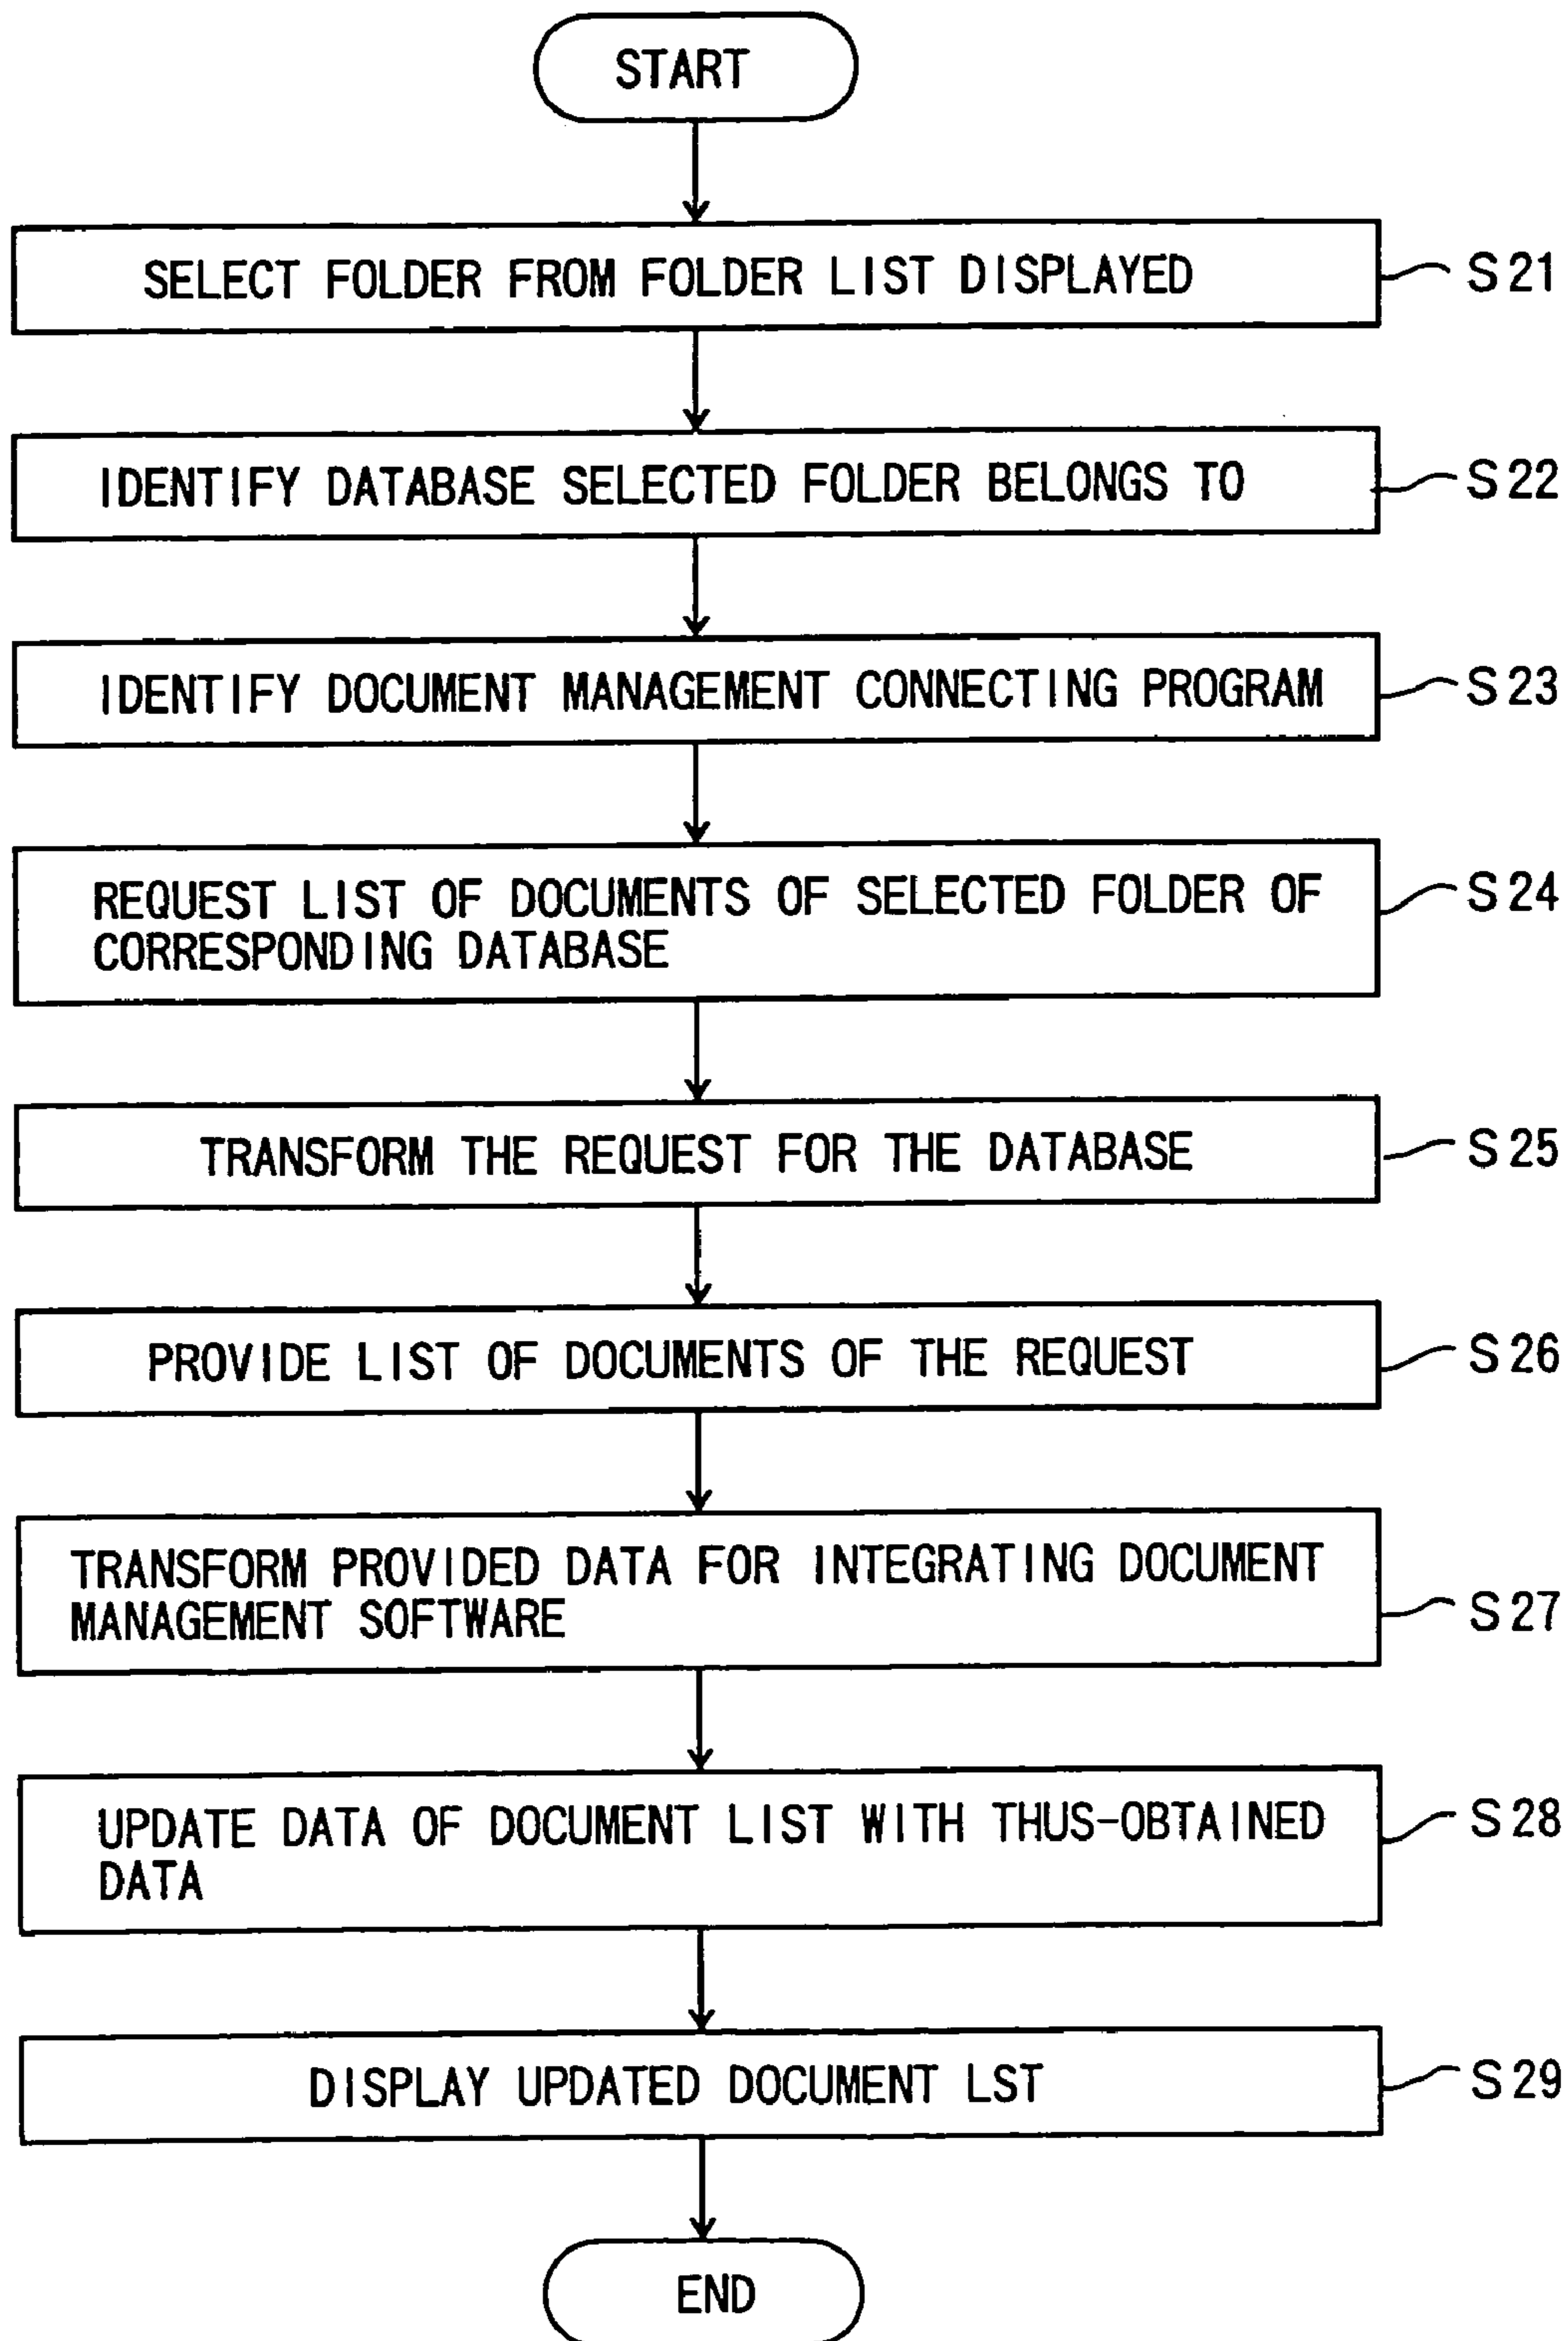 START
SELECT FOLDER FROM FOLDER LIST DISPLAYED
S21
IDENTIFY DATABASE SELECTED FOLDER BELONGS TO
S22
IDENTIFY DOCUMENT MANAGEMENT CONNECTING PROGRAM
S23
REQUEST LIST OF DOCUMENTS OF SELECTED FOLDER OF
CORRESPONDING DATABASE
S24
TRANSFORM THE REQUEST FOR THE DATABASE
S25
PROVIDE LIST OF DOCUMENTS OF THE REQUEST
S26
TRANSFORM PROVIDED DATA FOR INTEGRATING DOCUMENT
MANAGEMENT SOFTWARE
S27
UPDATE DATA OF DOCUMENT LIST WITH THUS-OBTAINED
DATA
S28
DISPLAY UPDATED DOCUMENT LST
S29
END